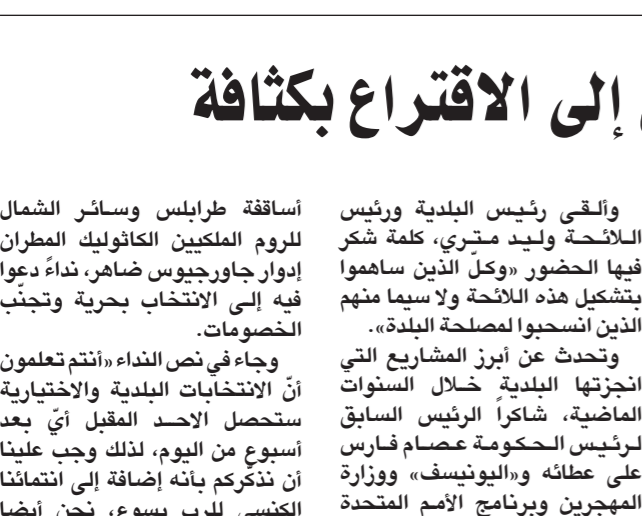 إلى الاقتراع بكثافة
وألقى رئيس البلدية ورئيس
اللائحة وليد متري، كلمة شكر
فيها الحضور «وكلّ الذين ساهموا
بتشكيل هذه اللائحة ولا سيما منهم
الذين انسحبوا لمصلحة البلدة».
وتحدث عن أبرز المشاريع التي
انجزتها البلدية خلال السنوات
الماضية، شاكراً الرئيس السابق
لرئيس الحكومة عصام فارس
على عطائه و«اليونيسف» ووزارة
المهجرين وبرنامج الأمم المتحدة
أساقفة طرابلس وسائر الشمال
للروم الملكيين الكاثوليك المطران
إدوار جاورجيوس ضاهر، نداءً دعوا
فيه إلى الانتخاب بحرية وتجنّب
الخصومات.
وجاء في نص النداء «أنتم تعلمون
أنّ الانتخابات البلدية والاختيارية
ستحصل الاحد المقبل أيّ بعد
أسبوع من اليوم، لذلك وجب علينا
أن نذكّركم بأنه إضافة إلى انتمائنا
الكنسي للرب يسوع، نحن أيضا